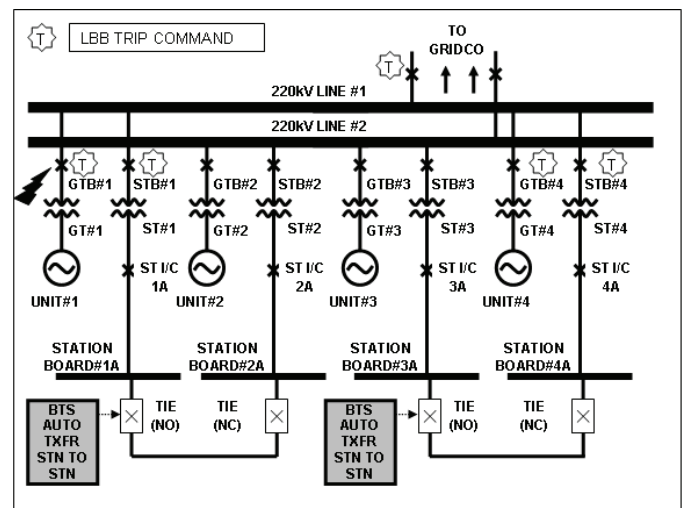 T LBB TRIP COMMAND
TO
GRIDCO
T
220kV LINE #1
220kV LINE #2
T T T T
GTB#1 STB#1 GTB#2 STB#2 GTB#3 STB#3 GTB#4 STB#4
GT#1 ST#1 GT#2 ST#2 GT#3 ST#3 GT#4 ST#4
UNIT#1 ST I/C 1A UNIT#2 ST I/C 2A UNIT#3 ST I/C 3A UNIT#4 ST I/C 4A
STATION BOARD#1A STATION BOARD#2A STATION BOARD#3A STATION BOARD#4A
BTS
AUTO
TXFR
STN TO
STN
TIE
(NO)
TIE
(NC)
BTS
AUTO
TXFR
STN TO
STN
TIE
(NO)
TIE
(NC)